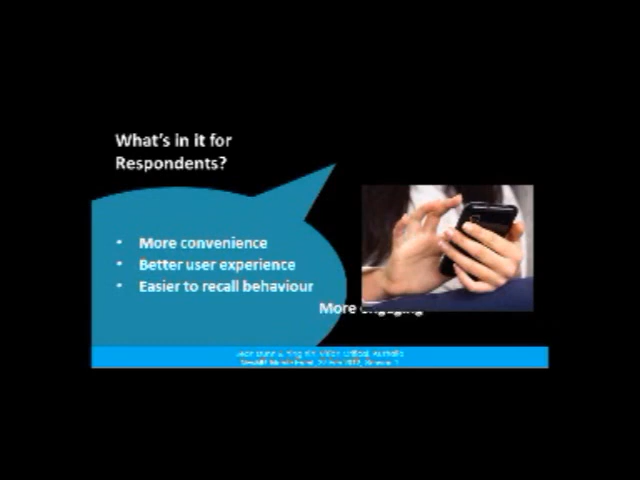 What's in it for
Respondents?
• More convenience
• Better user experience
• Easier to recall behaviour
More engaging